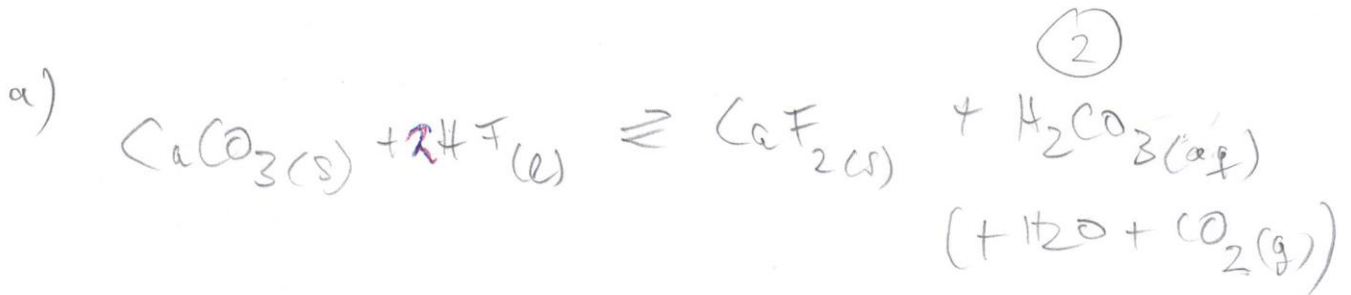 2
a) CaCO3(s) + 2HF(l) ⇌ CaF2(s) + H2CO3(aq)
(+ H2O + CO2(g))